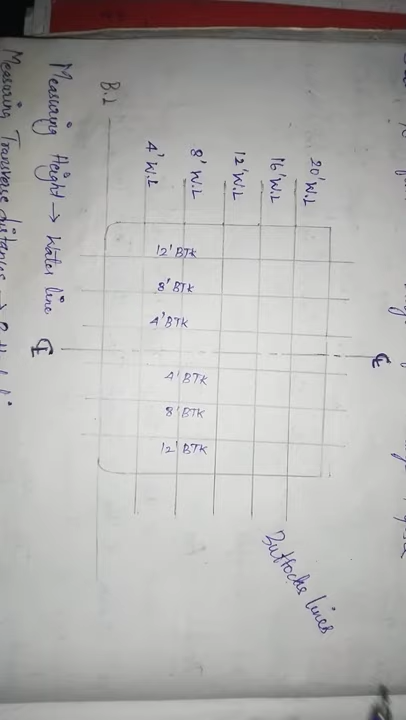 20' W.L
16' W.L
12' W.L
8' W.L
4' W.L
B.L
12' BTK
8' BTK
4' BTK
4' BTK
8' BTK
12' BTK
℄
℄
Buttocks lines
Measuring Height → Water line
Measuring Transverse distances →